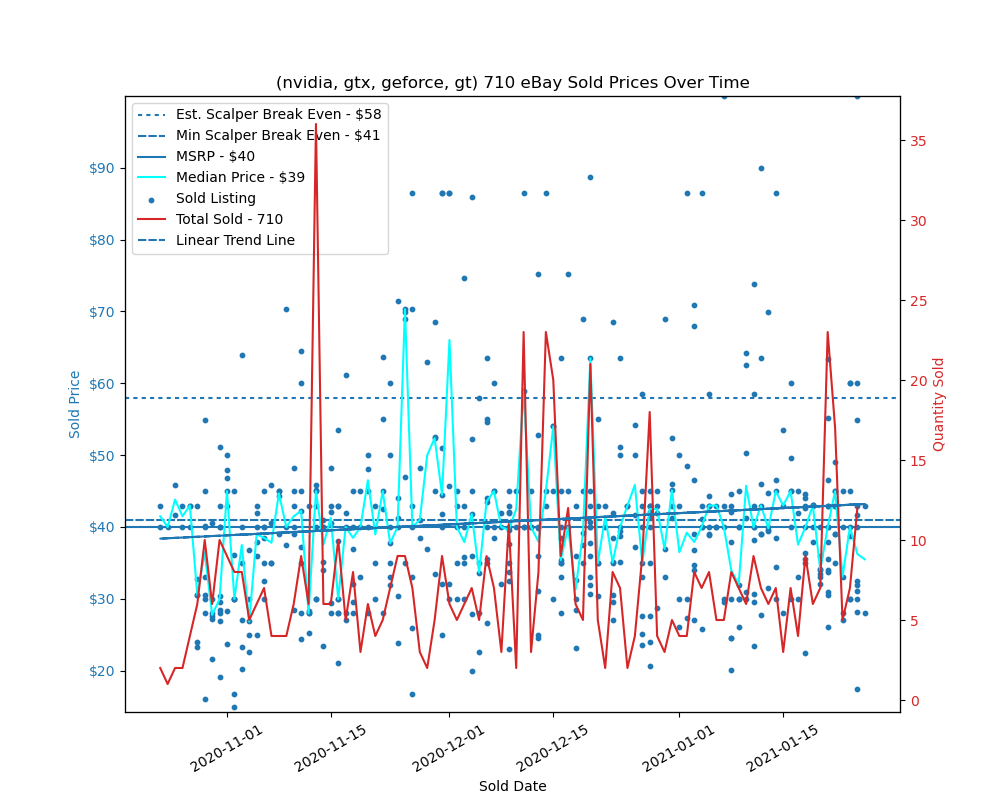 (nvidia, gtx, geforce, gt) 710 eBay Sold Prices Over Time
Est. Scalper Break Even - $58
Min Scalper Break Even - $41
MSRP - $40
Median Price - $39
Sold Listing
Total Sold - 710
Linear Trend Line
$90
$80
$70
$60
$50
$40
$30
$20
Sold Price
35
30
25
20
15
10
5
0
Quantity Sold
2020-11-01
2020-11-15
2020-12-01
2020-12-15
2021-01-01
2021-01-15
Sold Date